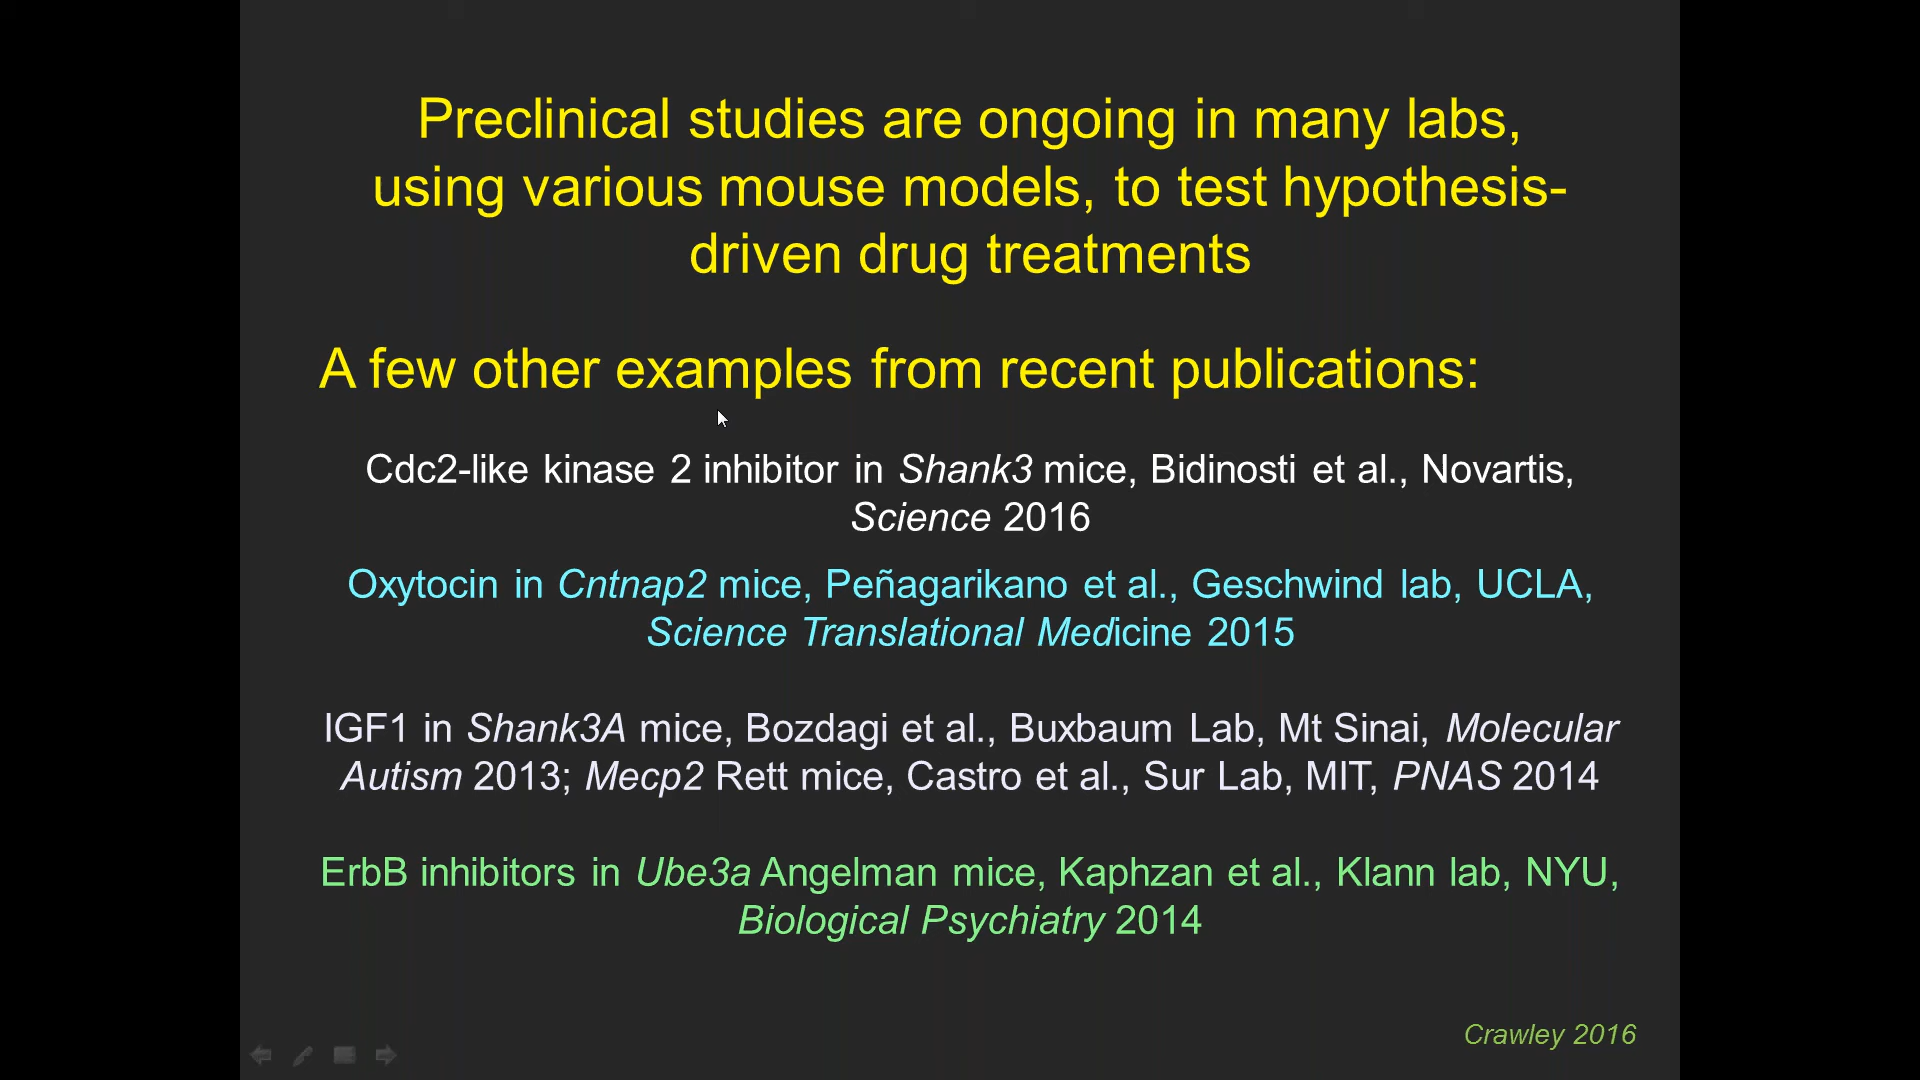 Preclinical studies are ongoing in many labs,
using various mouse models, to test hypothesis-
driven drug treatments
A few other examples from recent publications:
Cdc2-like kinase 2 inhibitor in Shank3 mice, Bidinosti et al., Novartis,
Science 2016
Oxytocin in Cntnap2 mice, Peñagarikano et al., Geschwind lab, UCLA,
Science Translational Medicine 2015
IGF1 in Shank3A mice, Bozdagi et al., Buxbaum Lab, Mt Sinai, Molecular
Autism 2013; Mecp2 Rett mice, Castro et al., Sur Lab, MIT, PNAS 2014
ErbB inhibitors in Ube3a Angelman mice, Kaphzan et al., Klann lab, NYU,
Biological Psychiatry 2014
Crawley 2016